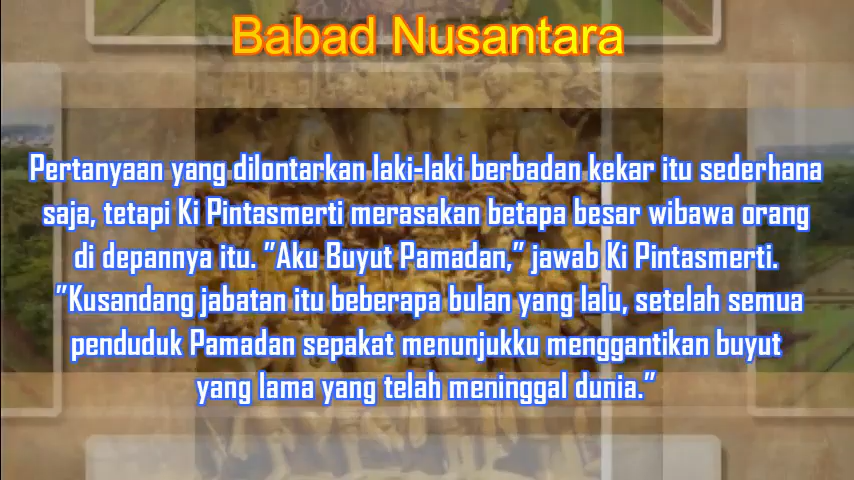 Babad Nusantara
Pertanyaan yang dilontarkan laki-laki berbadan kekar itu sederhana
saja, tetapi Ki Pintasmerti merasakan betapa besar wibawa orang
di depannya itu. "Aku Buyut Pamadan," jawab Ki Pintasmerti.
"Kusandang jabatan itu beberapa bulan yang lalu, setelah semua
penduduk Pamadan sepakat menunjukku menggantikan buyut
yang lama yang telah meninggal dunia."